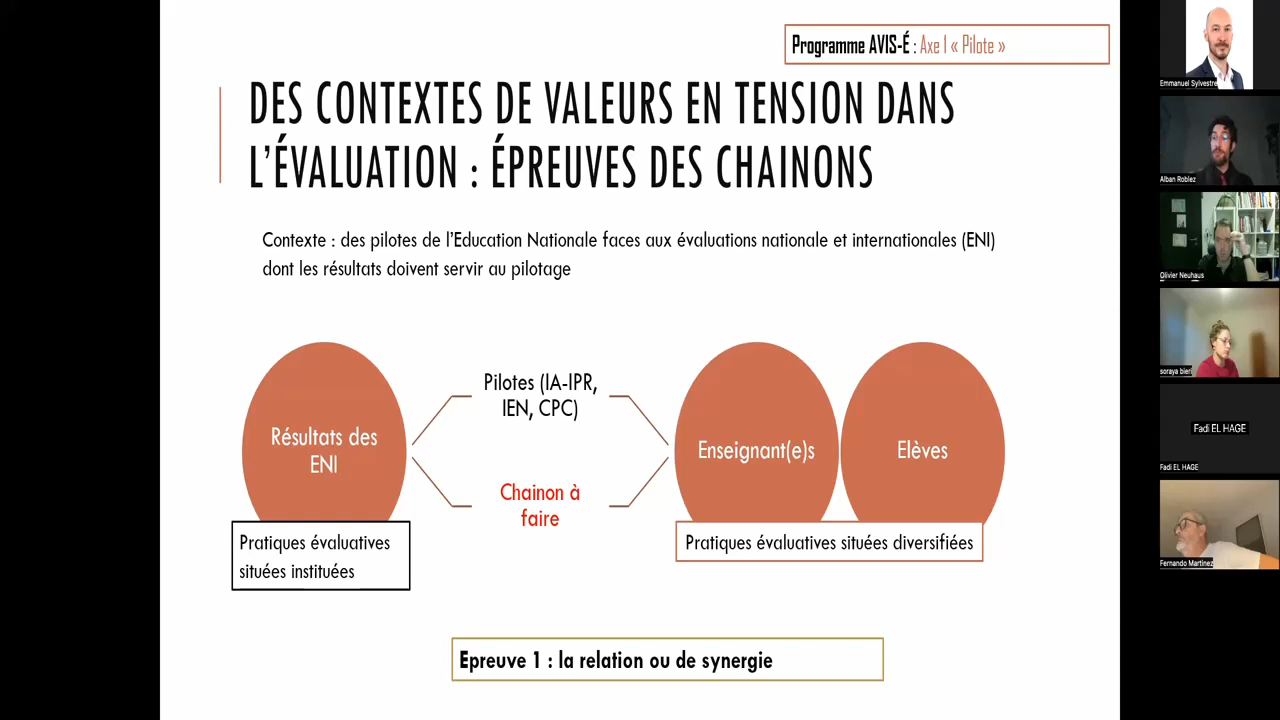 Programme AVIS-É : Axe 1 « Pilote »
DES CONTEXTES DE VALEURS EN TENSION DANS
L’ÉVALUATION : ÉPREUVES DES CHAINONS
Contexte : des pilotes de l’Education Nationale faces aux évaluations nationale et internationales (ENI)
dont les résultats doivent servir au pilotage
Résultats des
ENI
Pilotes (IA-IPR,
IEN, CPC)
Chainon à
faire
Enseignant(e)s
Elèves
Pratiques évaluatives
situées instituées
Pratiques évaluatives situées diversifiées
Epreuve 1 : la relation ou de synergie
Emmanuel Sylvestre
Alban Roblez
Olivier Neuhaus
soraya bieri
Fadi EL HAGE
Fadi EL HAGE
Fernando Martinez